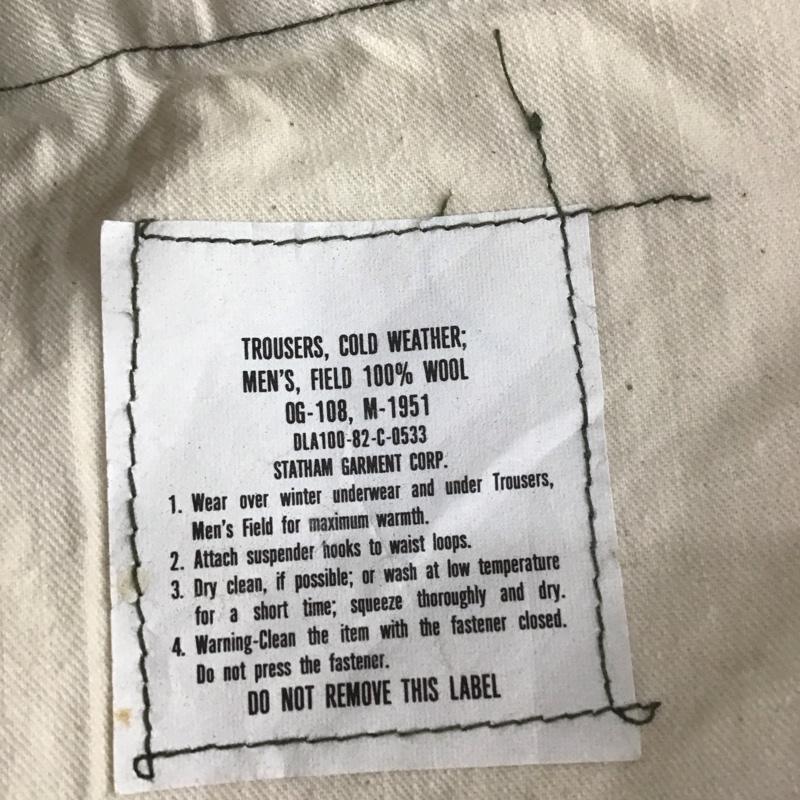 TROUSERS, COLD WEATHER;
MEN'S, FIELD 100% WOOL
OG-108, M-1951
DLA100-82-C-0533
STATHAM GARMENT CORP.
1. Wear over winter underwear and under Trousers,
Men's Field for maximum warmth.
2. Attach suspender hooks to waist loops.
3. Dry clean, if possible; or wash at low temperature
for a short time; squeeze thoroughly and dry.
4. Warning-Clean the item with the fastener closed.
Do not press the fastener.
DO NOT REMOVE THIS LABEL